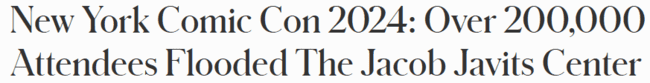 New York Comic Con 2024: Over 200,000
Attendees Flooded The Jacob Javits Center